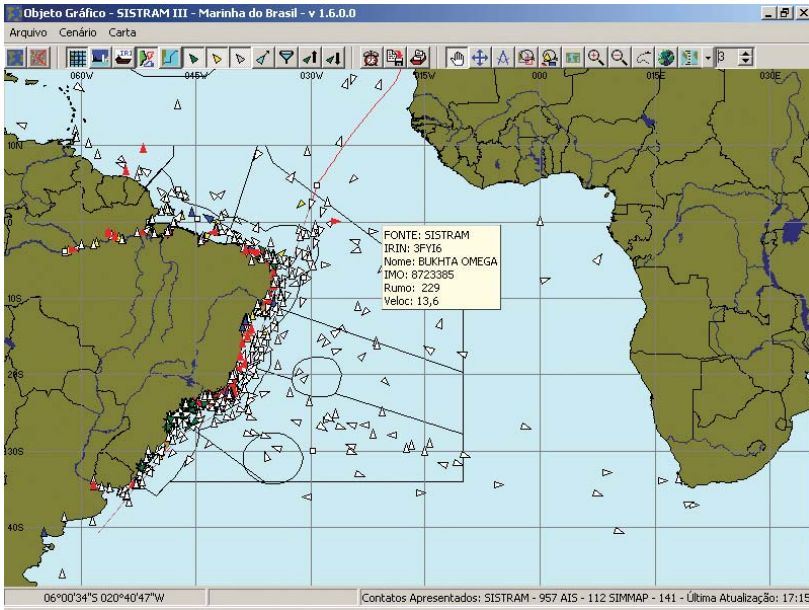 Objeto Gráfico - SISTRAM III - Marinha do Brasil - v 1.6.0.0
Arquivo Cenário Carta
060W 045W 030W 015W 000 015E 030E
10N
0
FONTE: SISTRAM
IRIN: 3FYI6
Nome: BUKHTA OMEGA
IMO: 8723385
Rumo: 229
Veloc: 13,6
10S
20S
30S
40S
06°00'34"S 020°40'47"W Contatos Apresentados: SISTRAM - 957 AIS - 112 SIMMAP - 141 - Última Atualização: 17:15